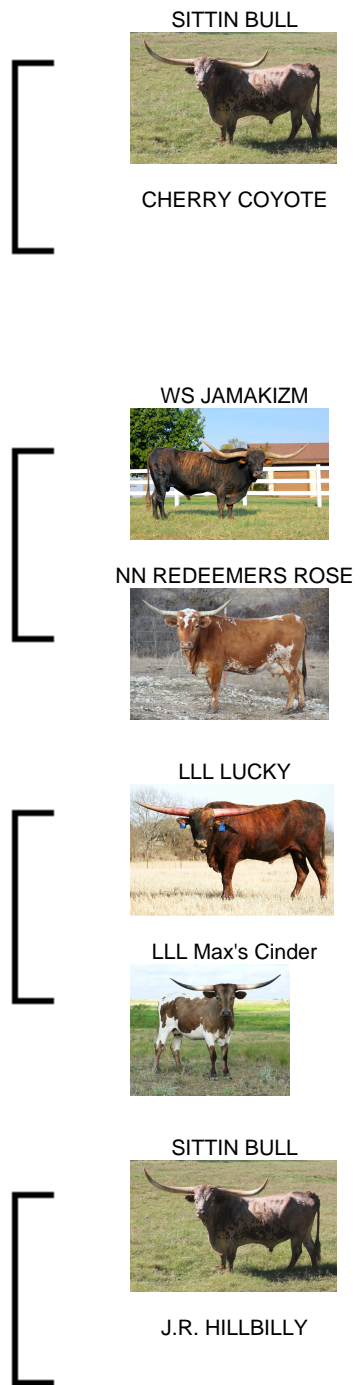 SITTIN BULL
CHERRY COYOTE
WS JAMAKIZM
NN REDEEMERS ROSE
LLL LUCKY
LLL Max's Cinder
SITTIN BULL
J.R. HILLBILLY